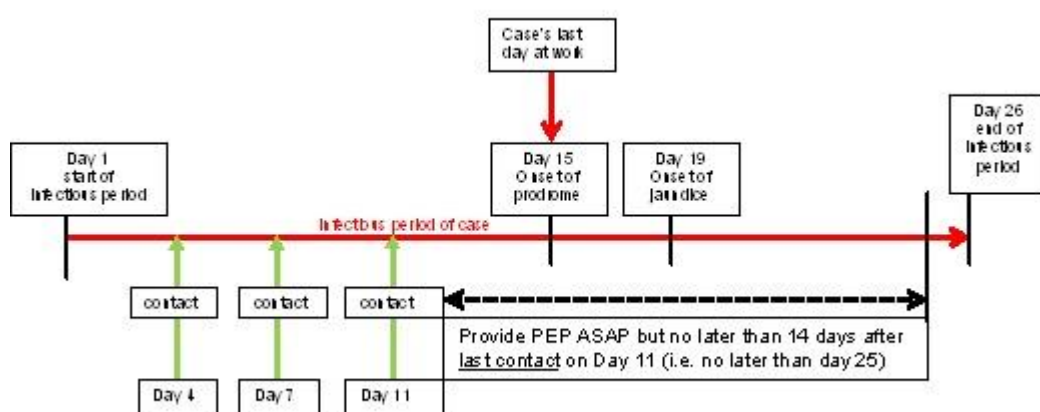 Case's last
day at work
Day 26
end of
infectious
period
Day 1
start of
infectious period
Day 15
Onset of
prodrome
Day 19
Onset of
jaundice
Infectious period of case
contact
contact
contact
Provide PEP ASAP but no later than 14 days after
last contact on Day 11 (i.e. no later than day 25)
Day 4
Day 7
Day 11